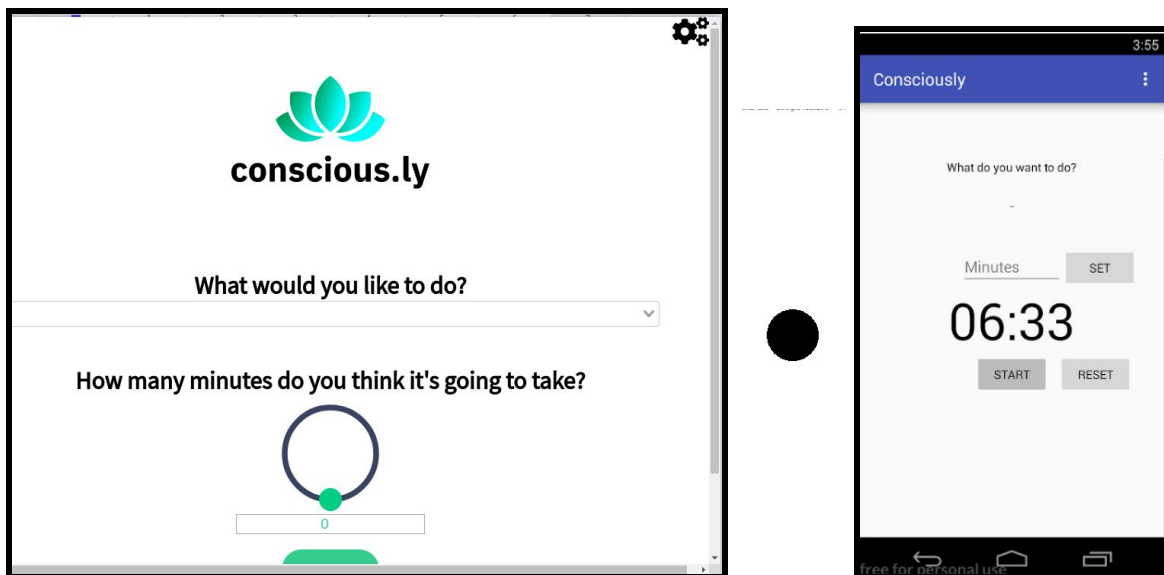 conscious.ly
What would you like to do?
How many minutes do you think it's going to take?
0
3:55
Consciously
What do you want to do?
-
Minutes
SET
06:33
START
RESET
free for personal use